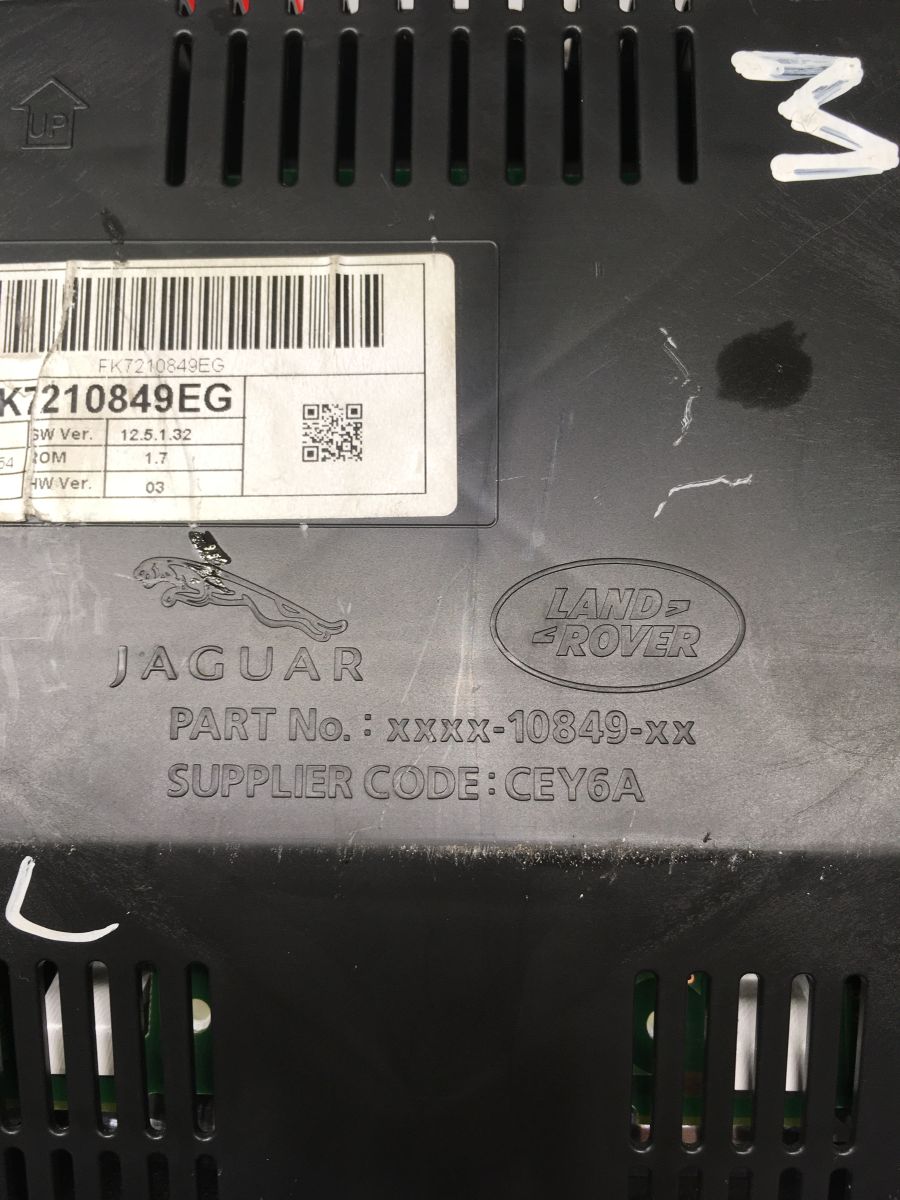 UP
M
FK7210849EG
K7210849EG
SW Ver. 12.5.1.32
54 ROM 1.7
HW Ver. 03
JAGUAR
LAND
ROVER
PART No.: xxxx-10849-xx
SUPPLIER CODE: CEY6A